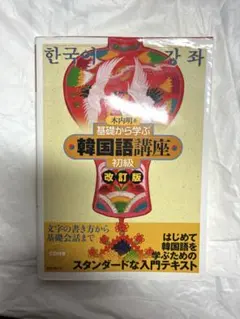 한국어 강좌
木内明著
基礎から学ぶ
韓国語講座
初級
改訂版
文字の書き方から
基礎会話まで
はじめて
韓国語を
学ぶための
スタンダードな入門テキスト